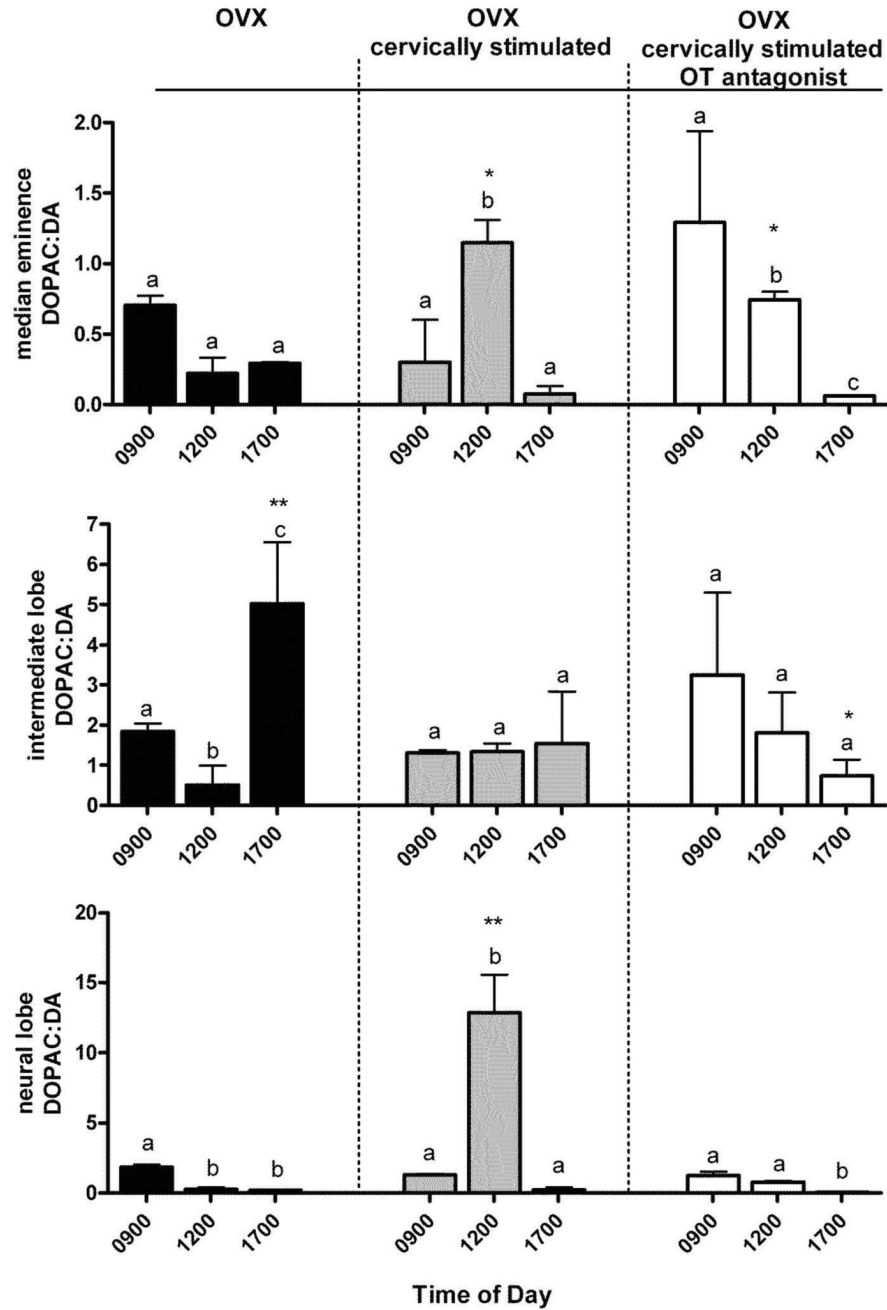 OVX
OVX
cervically stimulated
OVX
cervically stimulated
OT antagonist
median eminence
DOPAC:DA
2.0
1.5
1.0
0.5
0.0
a
a
a
a
*
b
a
a
*
b
c
0900
1200
1700
0900
1200
1700
0900
1200
1700
intermediate lobe
DOPAC:DA
7
6
5
4
3
2
1
0
a
b
**
c
a
a
a
a
a
*
a
0900
1200
1700
0900
1200
1700
0900
1200
1700
neural lobe
DOPAC:DA
20
15
10
5
0
a
b
b
a
**
b
a
a
a
b
0900
1200
1700
0900
1200
1700
0900
1200
1700
Time of Day